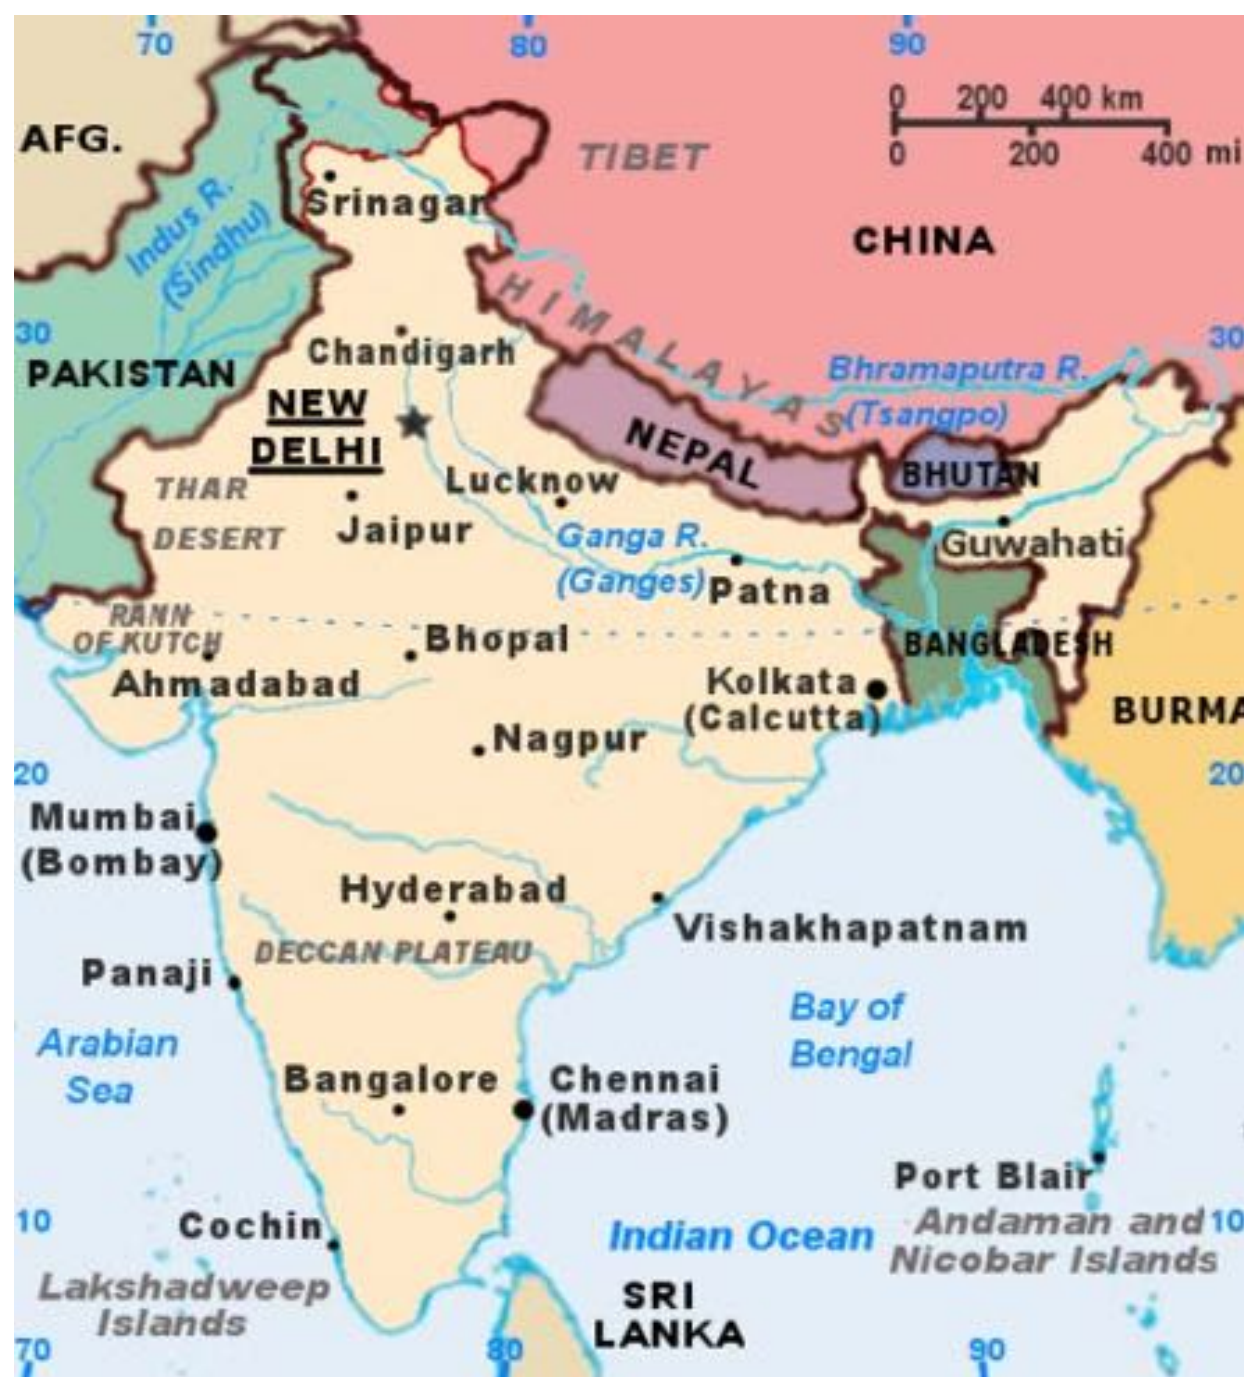 70
80
90
0 200 400 km
0 200 400 mi
AFG.
TIBET
Srinagar
Indus R.
(Sindhu)
CHINA
HIMALAYAS
30
30
Chandigarh
PAKISTAN
Bhramaputra R.
(Tsangpo)
NEW
DELHI
NEPAL
BHUTAN
Lucknow
THAR
DESERT
Jaipur
Ganga R.
(Ganges)
Guwahati
Patna
RANN
OF KUTCH
Bhopal
BANGLADESH
Ahmadabad
Kolkata
(Calcutta)
BURMA
Nagpur
20
20
Mumbai
(Bombay)
Hyderabad
Vishakhapatnam
DECCAN PLATEAU
Panaji
Bay of
Bengal
Arabian
Sea
Bangalore
Chennai
(Madras)
Port Blair
10
Cochin
Indian Ocean
Andaman and
Nicobar Islands
10
Lakshadweep
Islands
SRI
LANKA
70
80
90